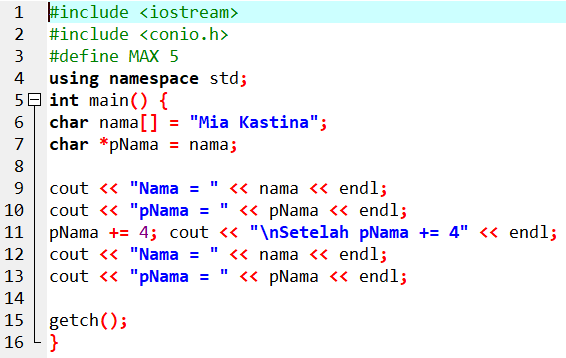 1 #include <iostream>
2 #include <conio.h>
3 #define MAX 5
4 using namespace std;
5 int main() {
6 char nama[] = "Mia Kastina";
7 char *pNama = nama;
8
9 cout << "Nama = " << nama << endl;
10 cout << "pNama = " << pNama << endl;
11 pNama += 4; cout << "\nSetelah pNama += 4" << endl;
12 cout << "Nama = " << nama << endl;
13 cout << "pNama = " << pNama << endl;
14
15 getch();
16 }